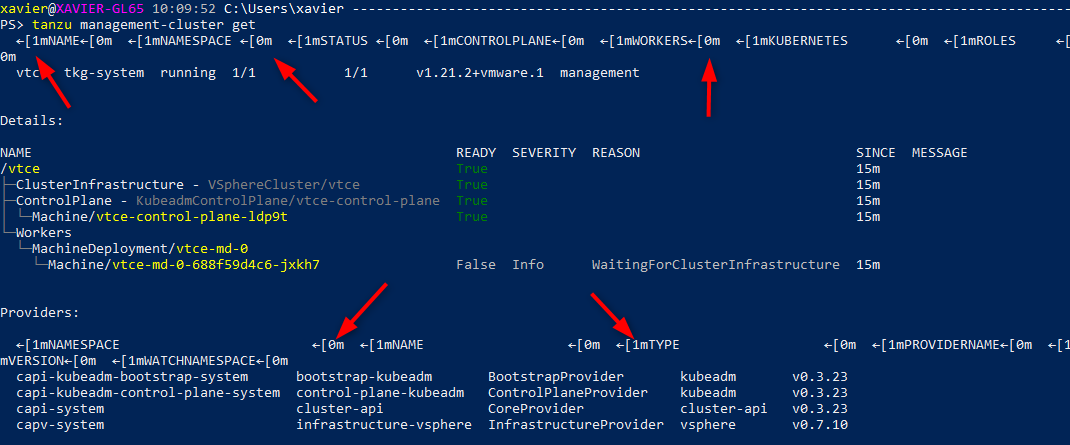 xavier@XAVIER-GL65 10:09:52 C:\Users\xavier ------------------------------------------------------------------------------------------
PS> tanzu management-cluster get
  ←[1mNAME←[0m  ←[1mNAMESPACE ←[0m  ←[1mSTATUS ←[0m  ←[1mCONTROLPLANE←[0m  ←[1mWORKERS←[0m  ←[1mKUBERNETES      ←[0m  ←[1mROLES     ←[
0m
  vtce  tkg-system  running  1/1           1/1      v1.21.2+vmware.1  management
Details:
NAME                                                     READY  SEVERITY  REASON                           SINCE  MESSAGE
/vtce                                                    True                                              15m
├─ClusterInfrastructure - VSphereCluster/vtce            True                                              15m
├─ControlPlane - KubeadmControlPlane/vtce-control-plane  True                                              15m
│ └─Machine/vtce-control-plane-ldp9t                     True                                              15m
└─Workers
  └─MachineDeployment/vtce-md-0
    └─Machine/vtce-md-0-688f59d4c6-jxkh7                 False  Info      WaitingForClusterInfrastructure  15m
Providers:
  ←[1mNAMESPACE                        ←[0m  ←[1mNAME                  ←[0m  ←[1mTYPE                  ←[0m  ←[1mPROVIDERNAME←[0m  ←[1
mVERSION←[0m  ←[1mWATCHNAMESPACE←[0m
  capi-kubeadm-bootstrap-system      bootstrap-kubeadm       BootstrapProvider       kubeadm       v0.3.23
  capi-kubeadm-control-plane-system  control-plane-kubeadm   ControlPlaneProvider    kubeadm       v0.3.23
  capi-system                        cluster-api             CoreProvider            cluster-api   v0.3.23
  capv-system                        infrastructure-vsphere  InfrastructureProvider  vsphere       v0.7.10